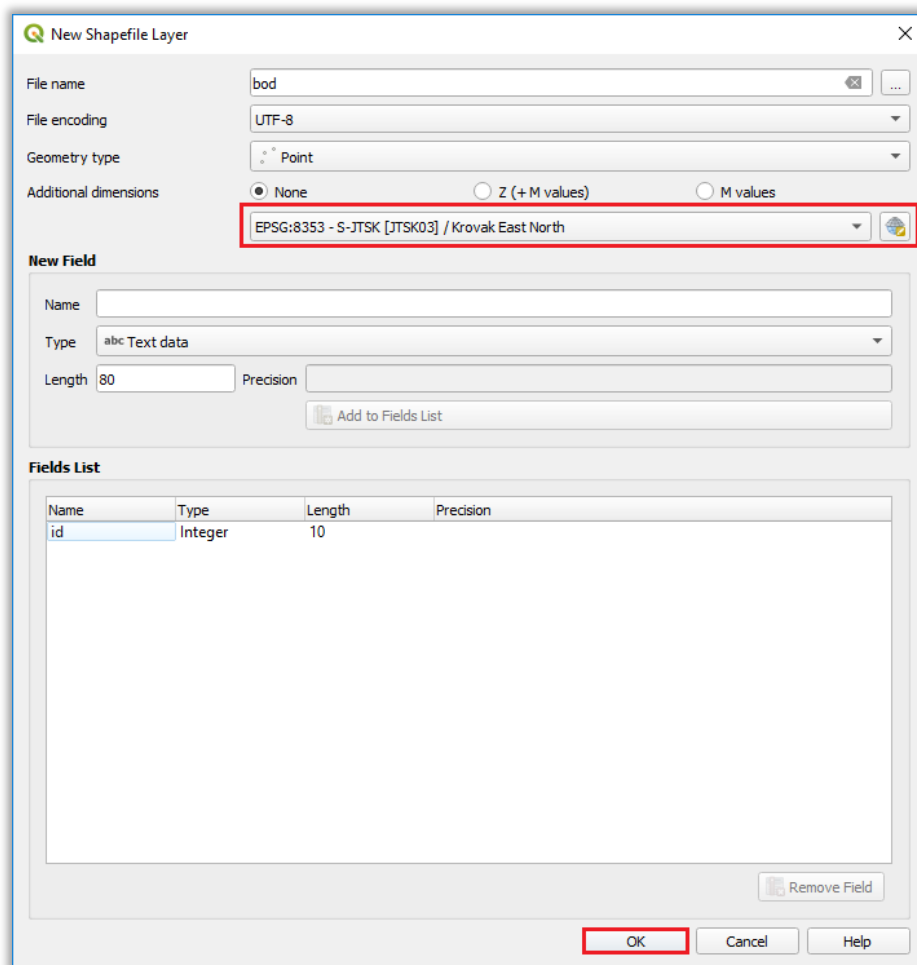 New Shapefile Layer
File name bod ...
File encoding UTF-8
Geometry type Point
Additional dimensions None Z (+ M values) M values
EPSG:8353 - S-JTSK [JTSK03] / Krovak East North
New Field
Name
Type abc Text data
Length 80 Precision
Add to Fields List
Fields List
Name Type Length Precision
id Integer 10
Remove Field
OK Cancel Help